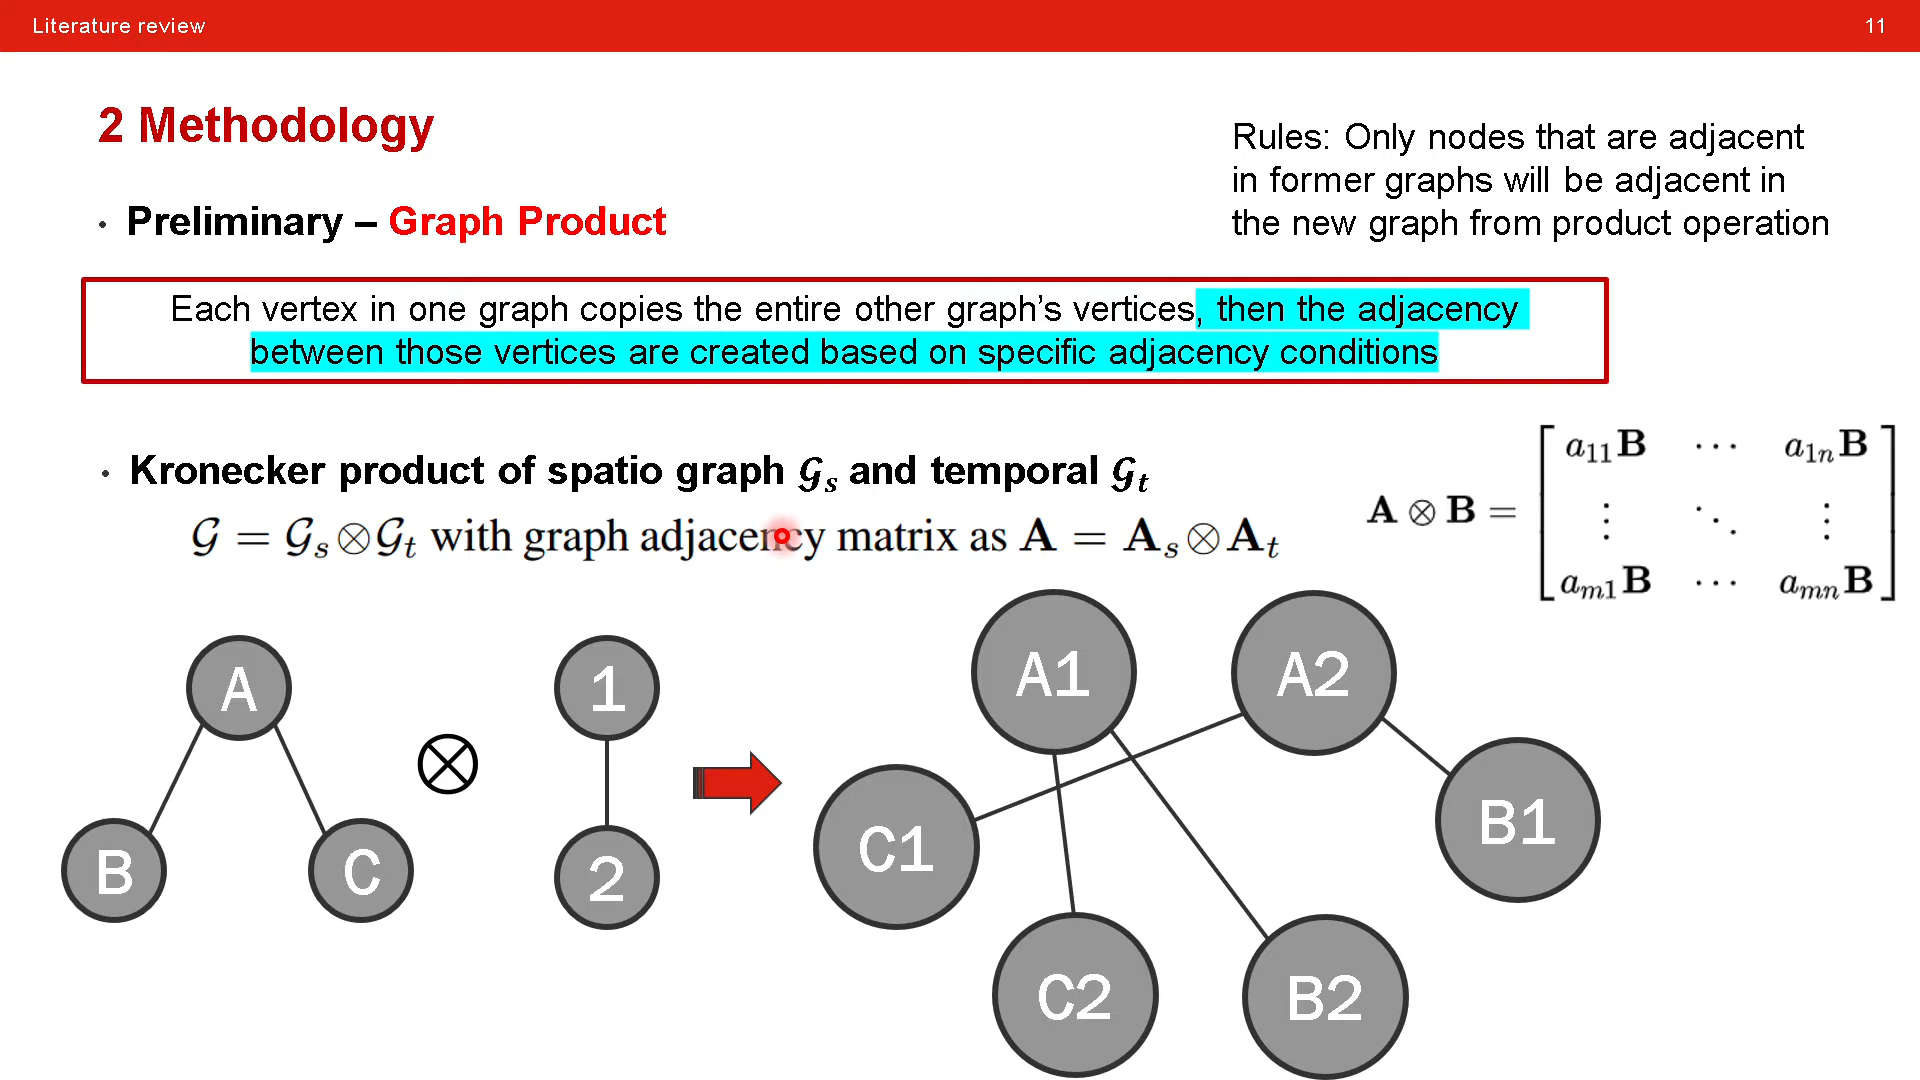 Literature review
11
2 Methodology
Rules: Only nodes that are adjacent
in former graphs will be adjacent in
the new graph from product operation
• Preliminary – Graph Product
Each vertex in one graph copies the entire other graph’s vertices, then the adjacency
between those vertices are created based on specific adjacency conditions
• Kronecker product of spatio graph 𝒢ₛ and temporal 𝒢ₜ
𝒢 = 𝒢ₛ⊗𝒢ₜ with graph adjacency matrix as A = Aₛ⊗Aₜ
A ⊗ B =
a₁₁B ⋯ a₁ₙB
⋮ ⋱ ⋮
aₘ₁B ⋯ aₘₙB
A
B
C
⊗
1
2
A1
A2
C1
B1
C2
B2